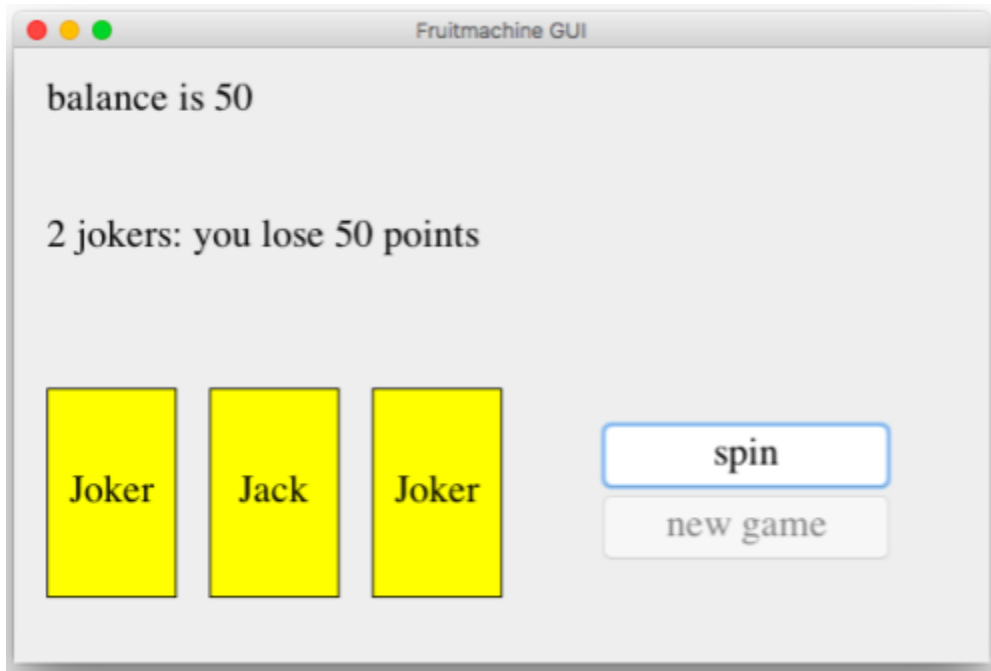 Fruitmachine GUI
balance is 50
2 jokers: you lose 50 points
Joker
Jack
Joker
spin
new game